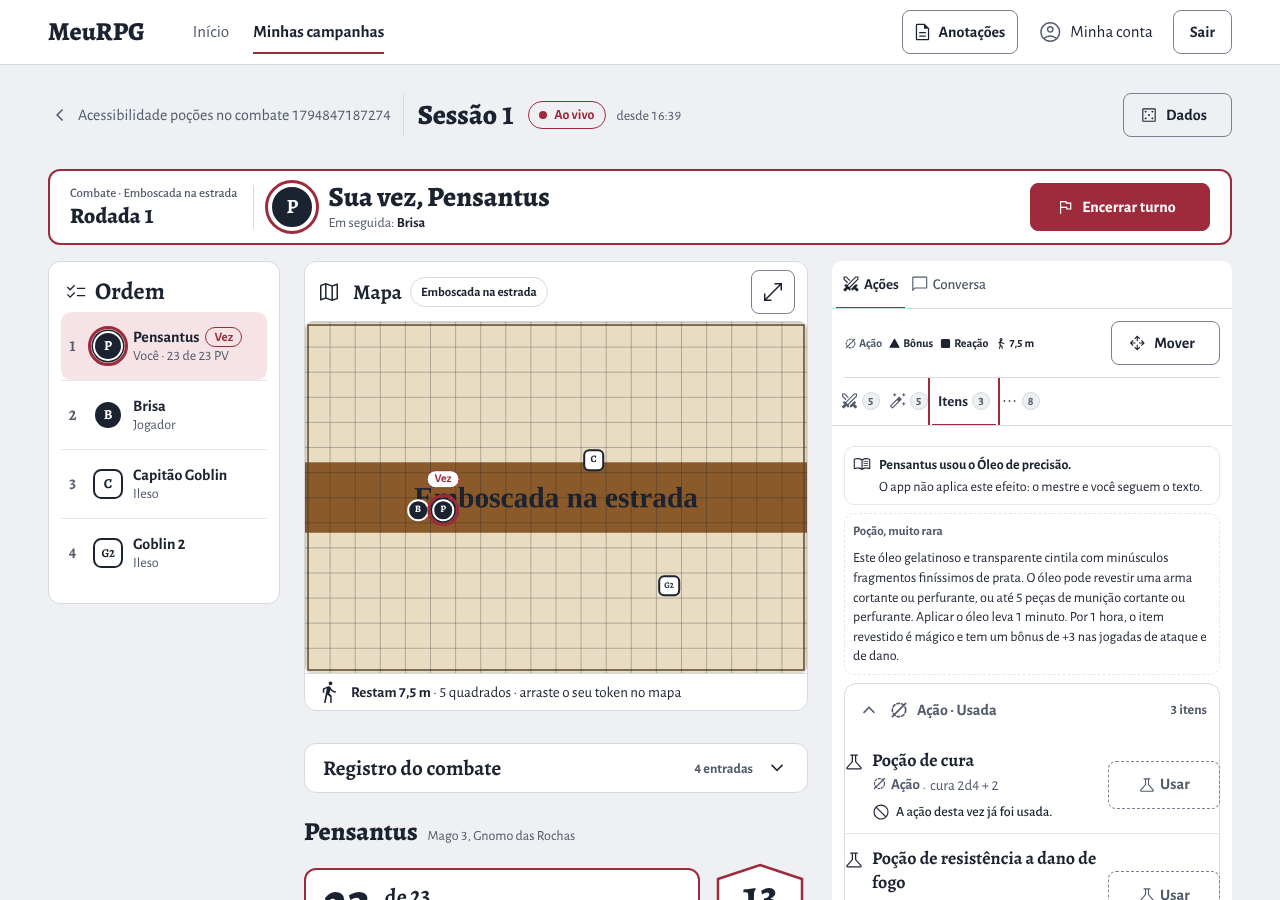 MeuRPG
Início
Minhas campanhas
Anotações
Minha conta
Sair
Acessibilidade poções no combate 1794847187274
Sessão 1
Ao vivo
desde 16:39
Dados
Combate · Emboscada na estrada
Rodada 1
P
Sua vez, Pensantus
Em seguida: Brisa
Encerrar turno
Ordem
1
P
Pensantus
Vez
Você · 23 de 23 PV
2
B
Brisa
Jogador
3
C
Capitão Goblin
Ileso
4
G2
Goblin 2
Ileso
Mapa
Emboscada na estrada
C
Vez
Emboscada na estrada
B
P
G2
Restam 7,5 m · 5 quadrados · arraste o seu token no mapa
Registro do combate
4 entradas
Pensantus
Mago 3, Gnomo das Rochas
de 23
Ações
Conversa
Ação
Bônus
Reação
7,5 m
Mover
5
5
Itens
3
···
8
Pensantus usou o Óleo de precisão.
O app não aplica este efeito: o mestre e você seguem o texto.
Poção, muito rara
Este óleo gelatinoso e transparente cintila com minúsculos
fragmentos finíssimos de prata. O óleo pode revestir uma arma
cortante ou perfurante, ou até 5 peças de munição cortante ou
perfurante. Aplicar o óleo leva 1 minuto. Por 1 hora, o item
revestido é mágico e tem um bônus de +3 nas jogadas de ataque e
de dano.
Ação · Usada
3 itens
Poção de cura
Ação . cura 2d4 + 2
A ação desta vez já foi usada.
Usar
Poção de resistência a dano de
fogo
Usar